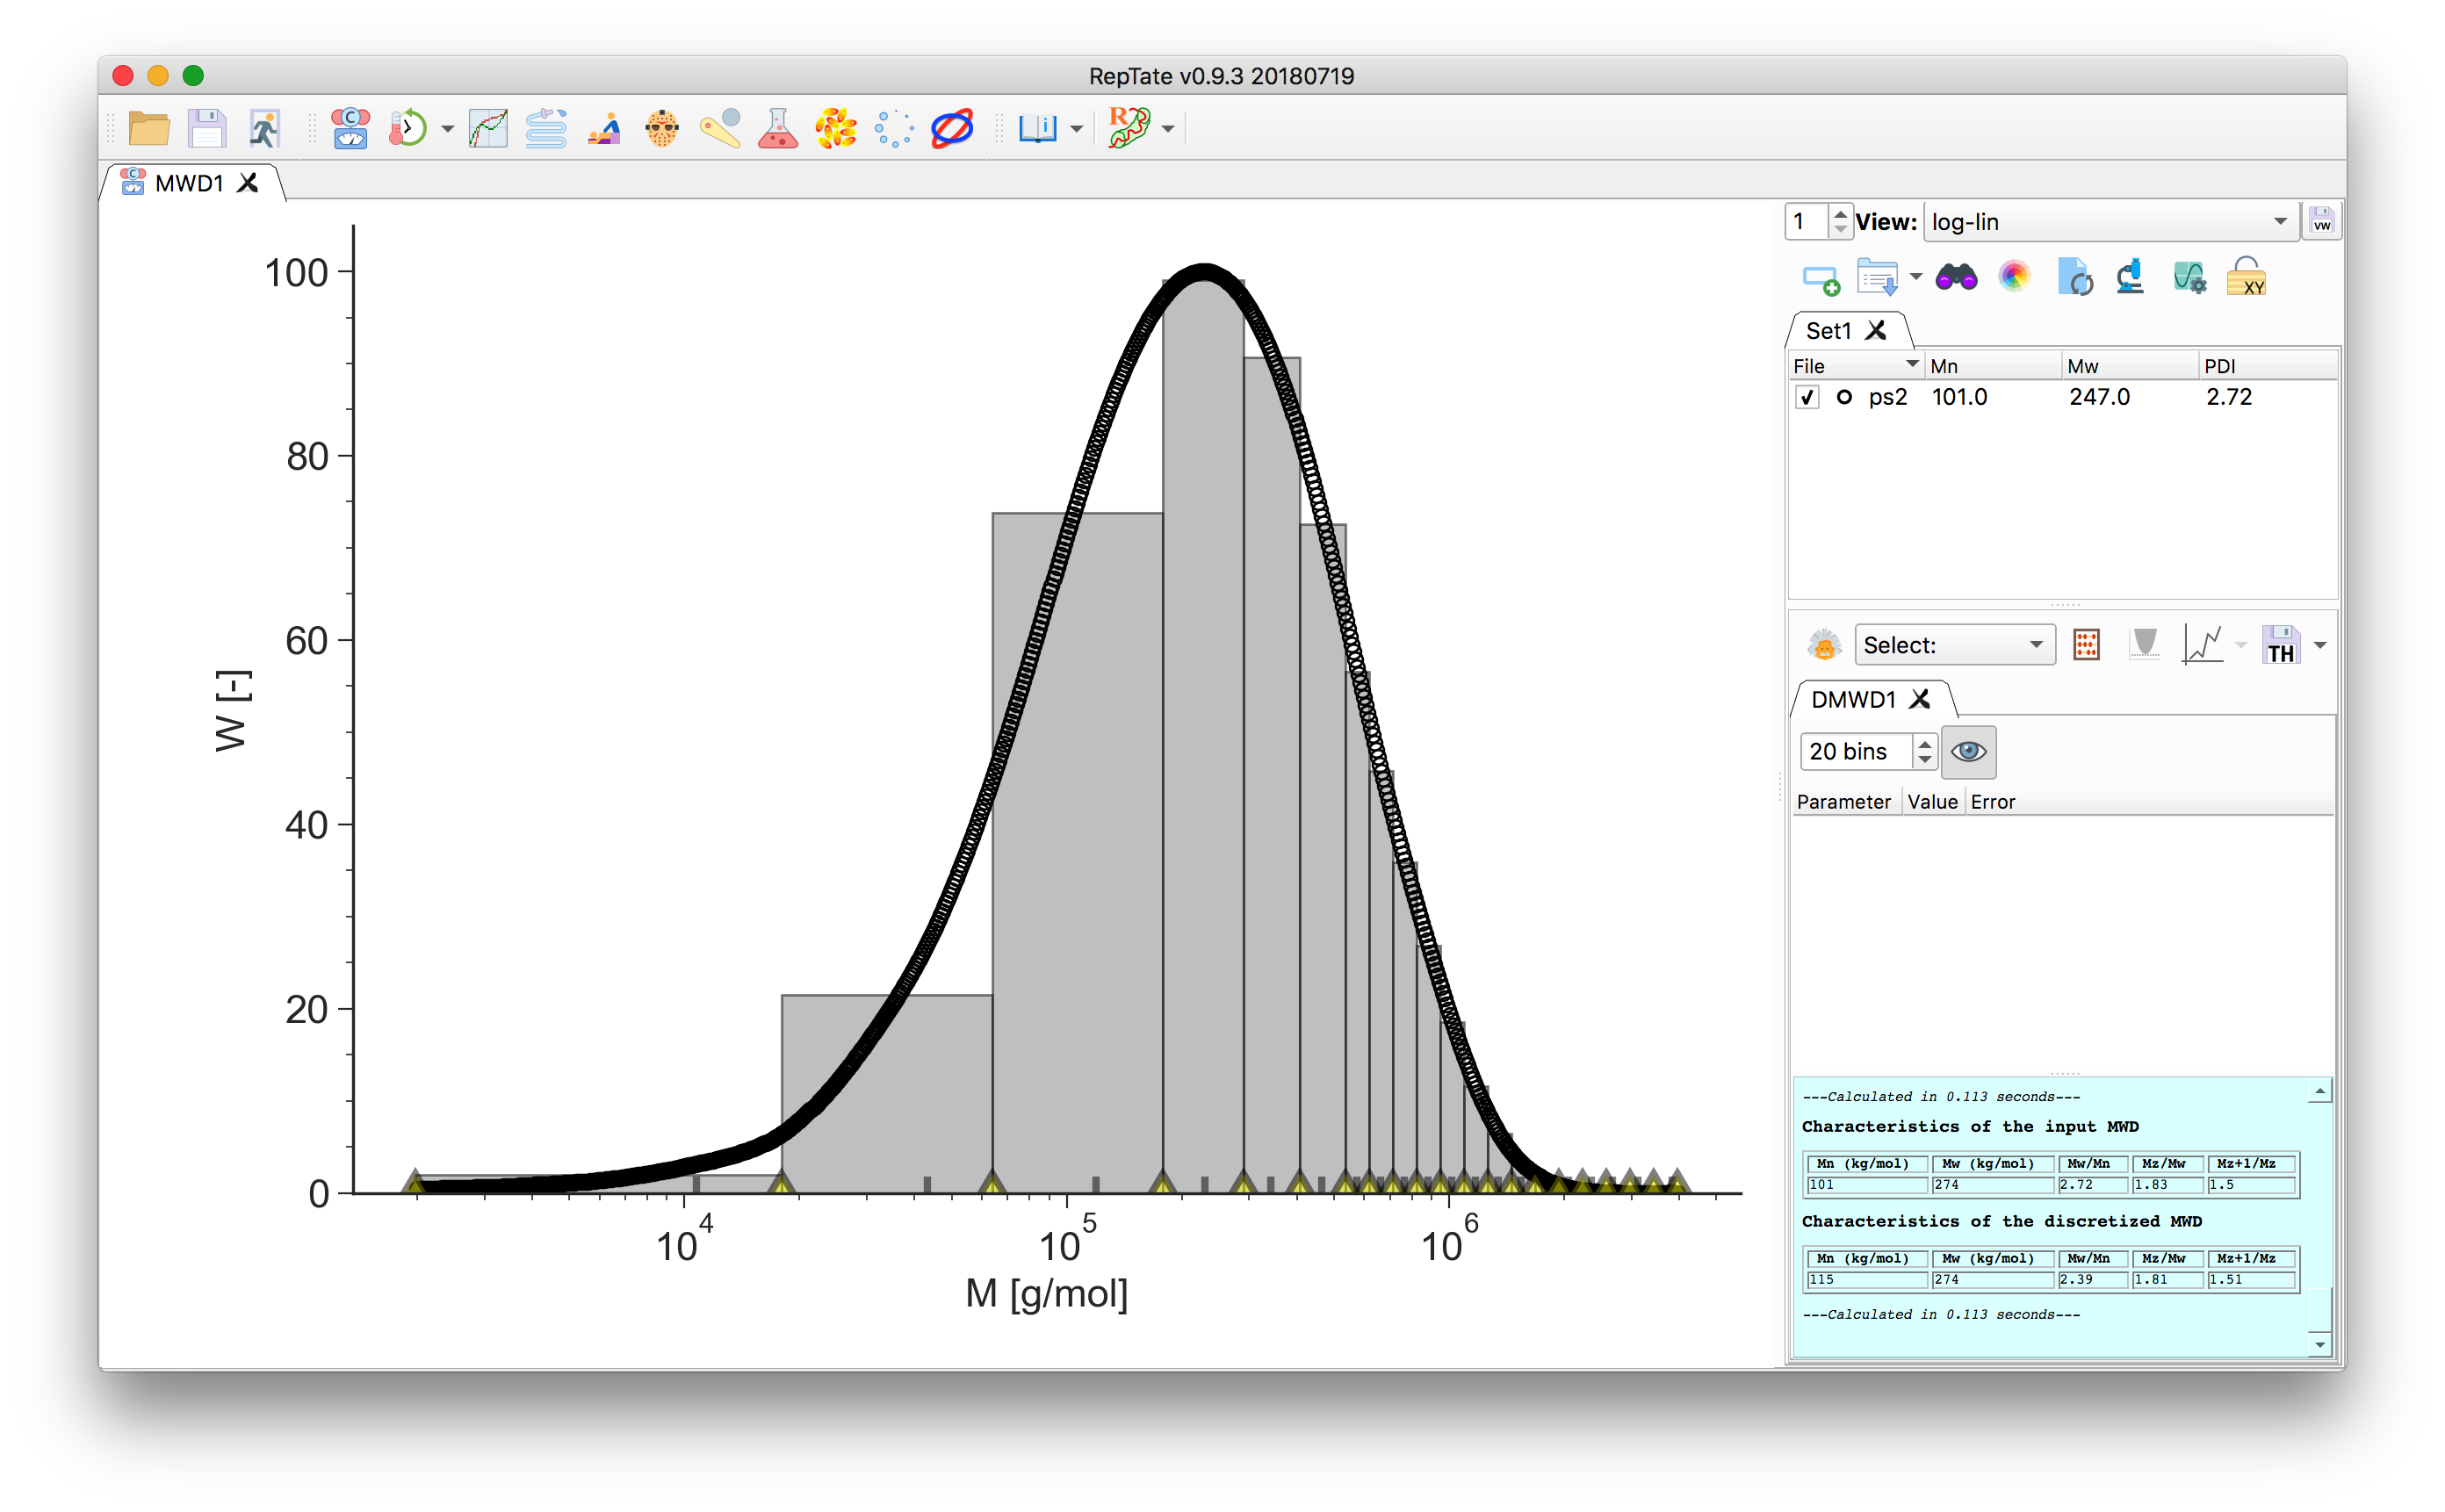 RepTate v0.9.3 20180719
C
i
R
MWD1
1 View: log-lin
VW
XY
Set1
File Mn Mw PDI
ps2 101.0 247.0 2.72
Select:
TH
DMWD1
20 bins
Parameter Value Error
---Calculated in 0.113 seconds---
Characteristics of the input MWD
Mn (kg/mol) Mw (kg/mol) Mw/Mn Mz/Mw Mz+1/Mz
101 274 2.72 1.83 1.5
Characteristics of the discretized MWD
Mn (kg/mol) Mw (kg/mol) Mw/Mn Mz/Mw Mz+1/Mz
115 274 2.39 1.81 1.51
---Calculated in 0.113 seconds---
100
80
60
40
20
0
W [-]
10^4 10^5 10^6
M [g/mol]